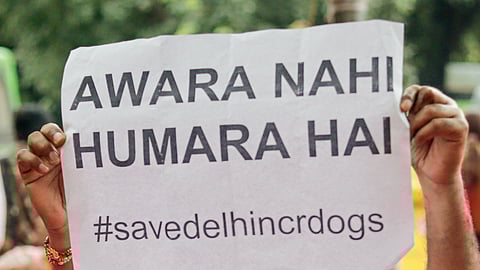 AWARA NAHI
HUMARA HAI
#savedelhincrdogs